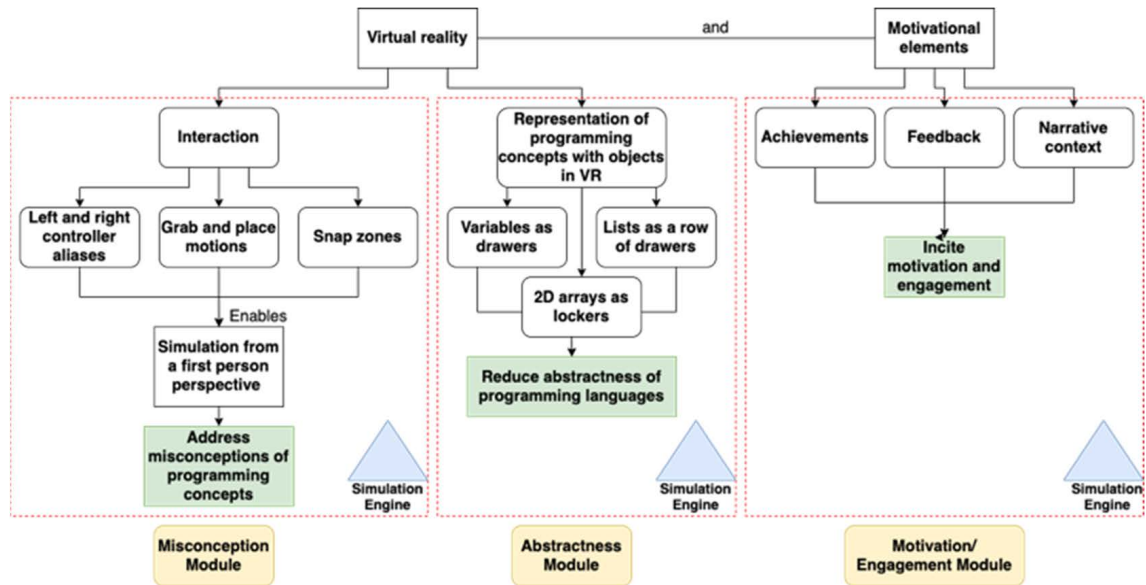 Virtual reality
and
Motivational
elements
Interaction
Representation of
programming
concepts with objects
in VR
Achievements
Feedback
Narrative
context
Left and right
controller
aliases
Grab and place
motions
Snap zones
Variables as
drawers
Lists as a row
of drawers
2D arrays as
lockers
Incite
motivation and
engagement
Enables
Simulation from
a first person
perspective
Reduce abstractness of
programming languages
Address
misconceptions of
programming
concepts
Simulation
Engine
Simulation
Engine
Simulation
Engine
Misconception
Module
Abstractness
Module
Motivation/
Engagement Module